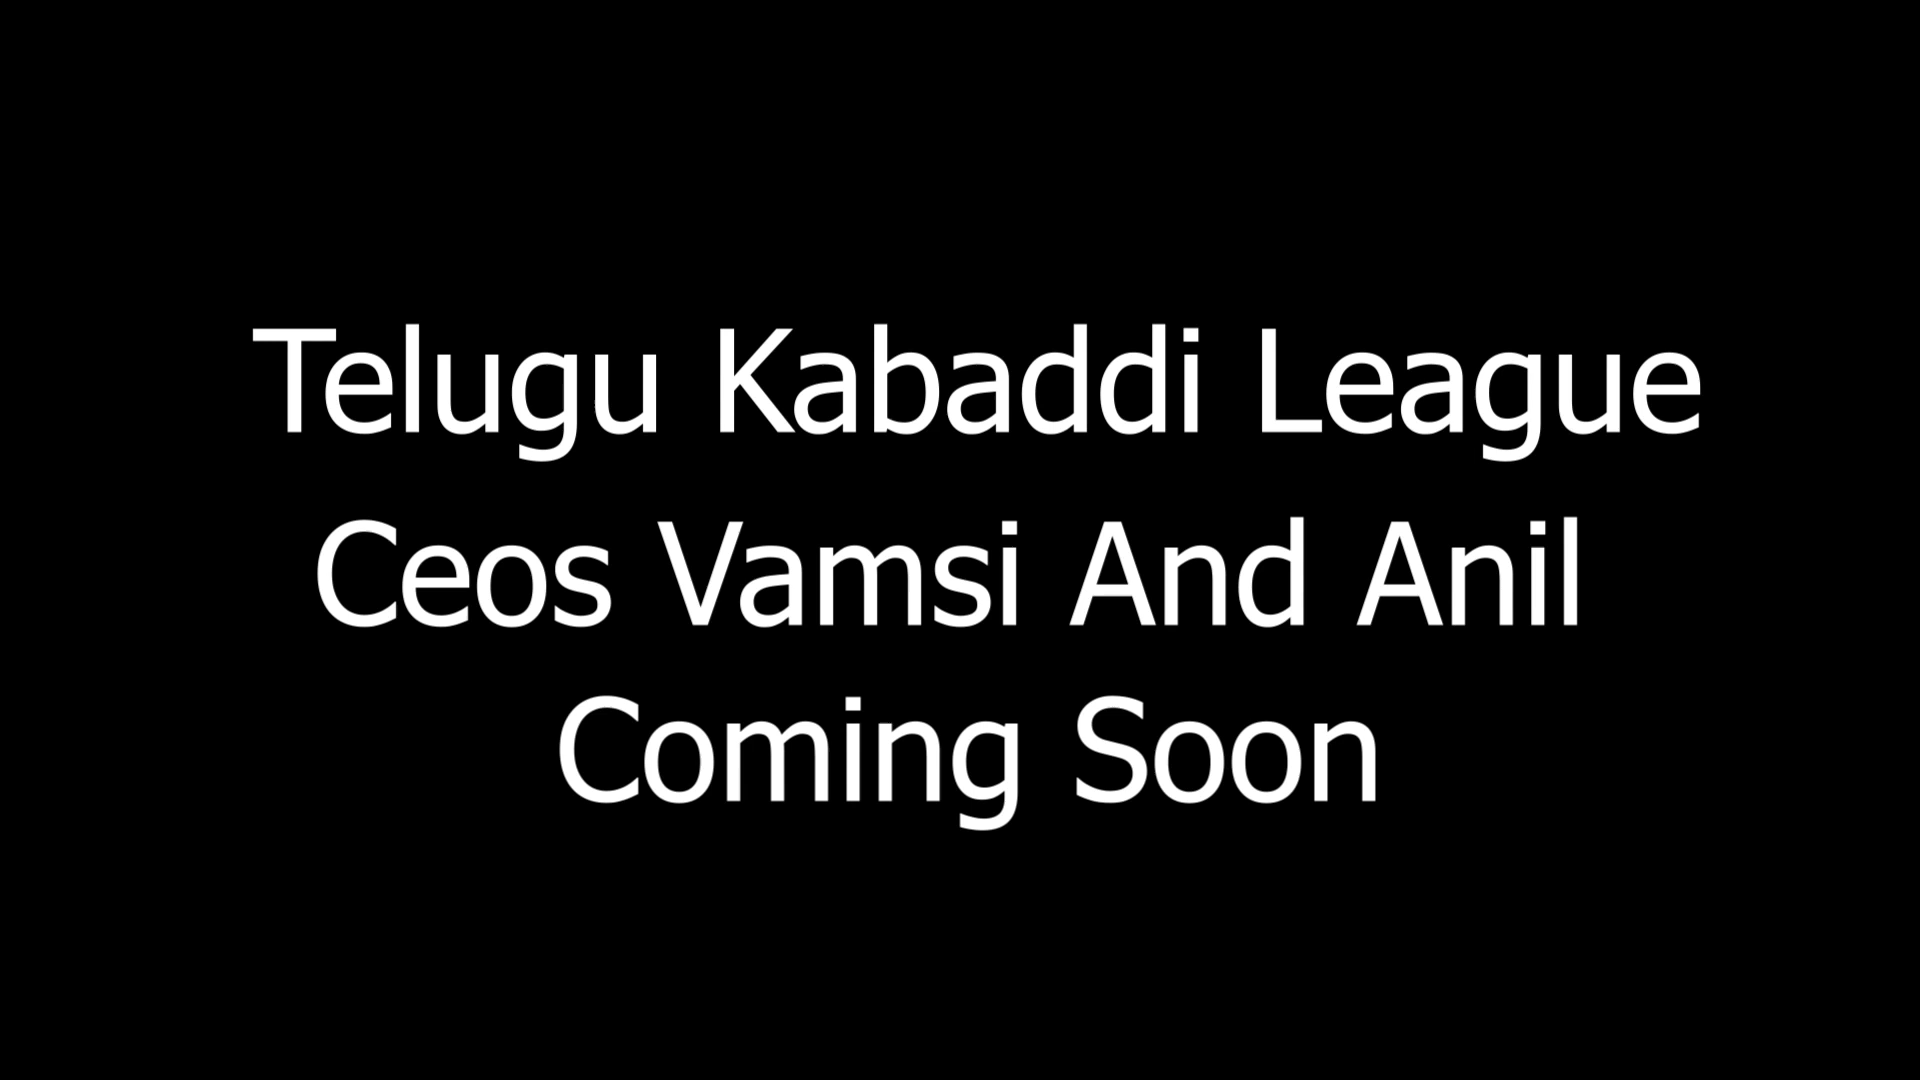 Telugu Kabaddi League
Ceos Vamsi And Anil
Coming Soon